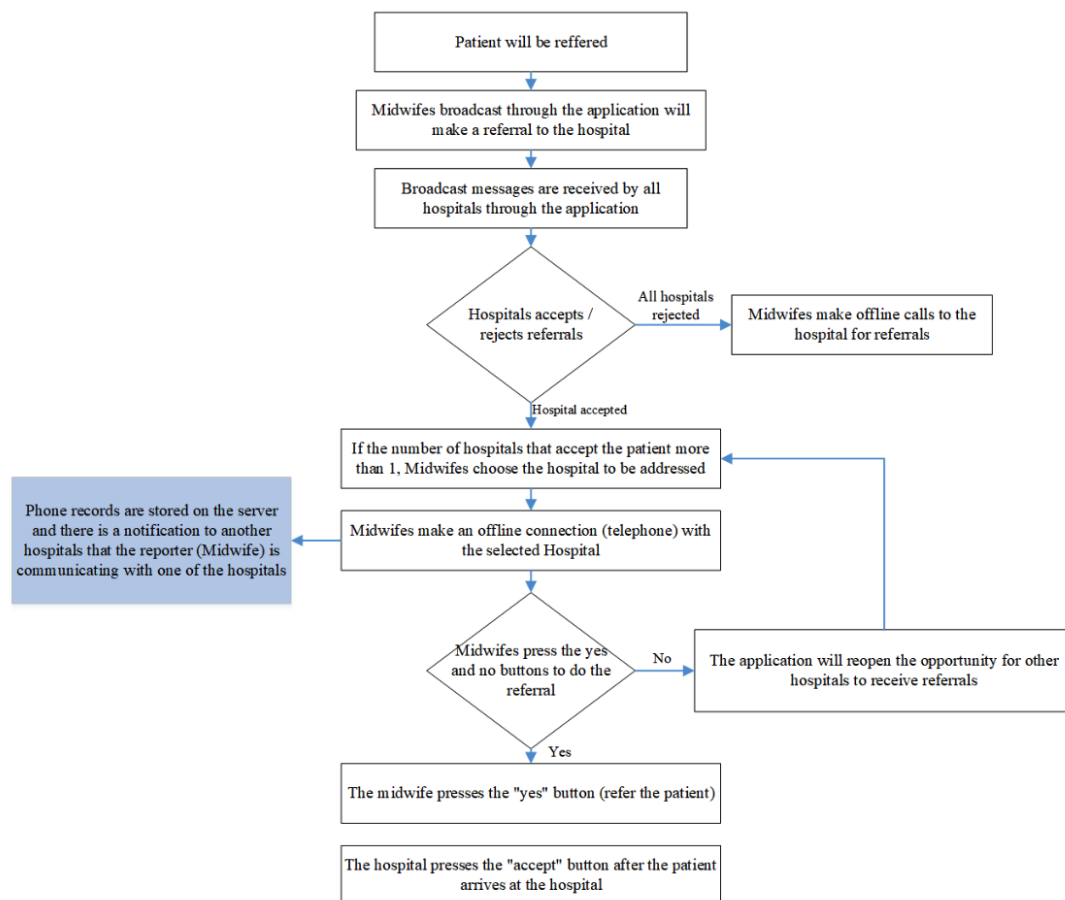 Patient will be reffered
Midwifes broadcast through the application will
make a referral to the hospital
Broadcast messages are received by all
hospitals through the application
Hospitals accepts /
rejects referrals
All hospitals
rejected
Midwifes make offline calls to the
hospital for referrals
Hospital accepted
If the number of hospitals that accept the patient more
than 1, Midwifes choose the hospital to be addressed
Phone records are stored on the server
and there is a notification to another
hospitals that the reporter (Midwife) is
communicating with one of the hospitals
Midwifes make an offline connection (telephone) with
the selected Hospital
Midwifes press the yes
and no buttons to do the
referral
No
The application will reopen the opportunity for other
hospitals to receive referrals
Yes
The midwife presses the "yes" button (refer the patient)
The hospital presses the "accept" button after the patient
arrives at the hospital